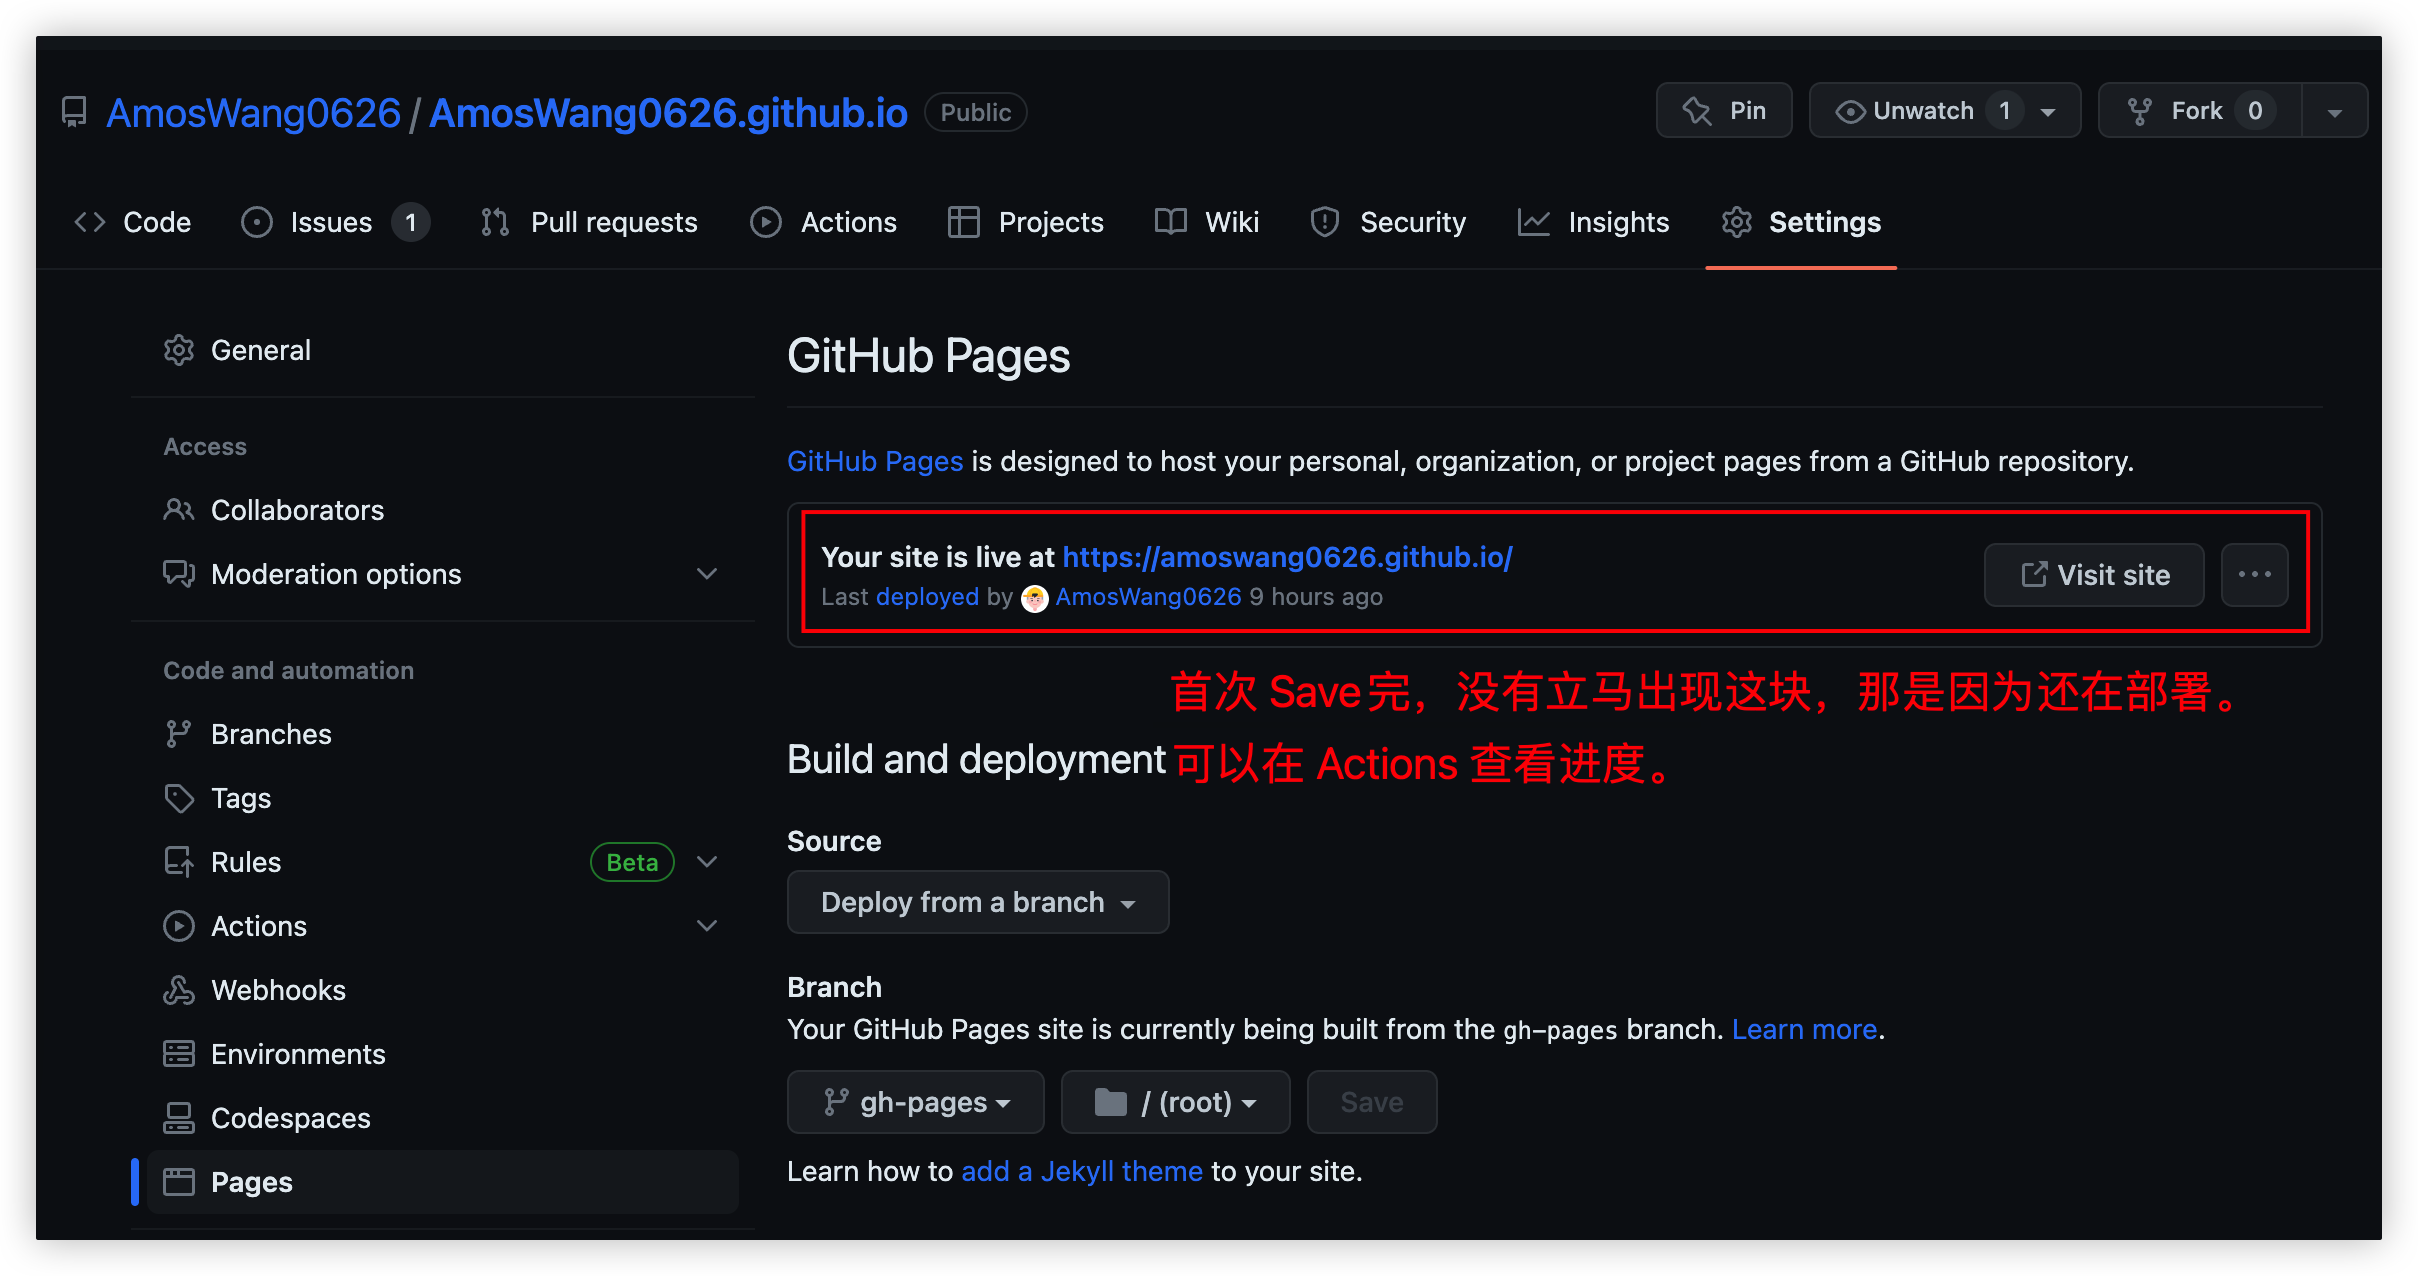 AmosWang0626 / AmosWang0626.github.io Public Pin Unwatch 1 Fork 0
Code Issues 1 Pull requests Actions Projects Wiki Security Insights Settings
General
Access
Collaborators
Moderation options
Code and automation
Branches
Tags
Rules Beta
Actions
Webhooks
Environments
Codespaces
Pages
GitHub Pages
GitHub Pages is designed to host your personal, organization, or project pages from a GitHub repository.
Your site is live at https://amoswang0626.github.io/
Last deployed by AmosWang0626 9 hours ago
Visit site
首次 Save完，没有立马出现这块，那是因为还在部署。
可以在 Actions 查看进度。
Build and deployment
Source
Deploy from a branch
Branch
Your GitHub Pages site is currently being built from the gh-pages branch. Learn more.
gh-pages / (root) Save
Learn how to add a Jekyll theme to your site.